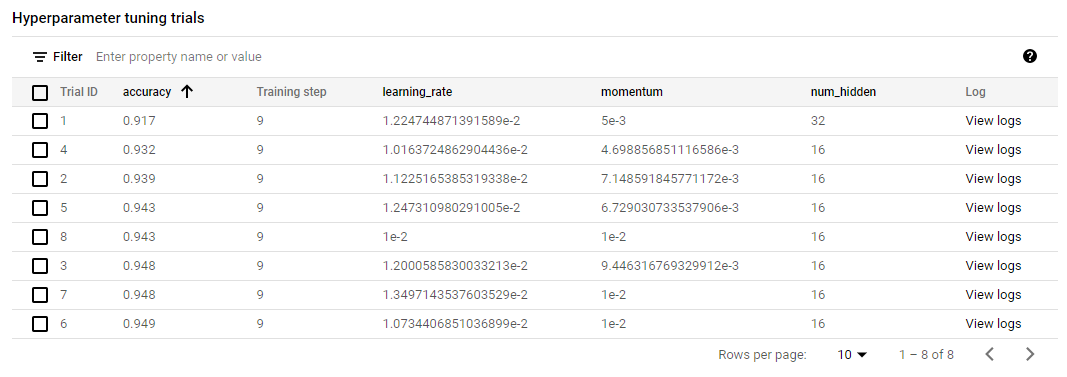 Hyperparameter tuning trials
Filter Enter property name or value
Trial ID accuracy Training step learning_rate momentum num_hidden Log
1 0.917 9 1.224744871391589e-2 5e-3 32 View logs
4 0.932 9 1.0163724862904436e-2 4.698856851116586e-3 16 View logs
2 0.939 9 1.1225165385319338e-2 7.148591845771172e-3 16 View logs
5 0.943 9 1.247310980291005e-2 6.729030733537906e-3 16 View logs
8 0.943 9 1e-2 1e-2 16 View logs
3 0.948 9 1.2000585830033213e-2 9.446316769329912e-3 16 View logs
7 0.948 9 1.3497143537603529e-2 1e-2 16 View logs
6 0.949 9 1.0734406851036899e-2 1e-2 16 View logs
Rows per page: 10 1 – 8 of 8